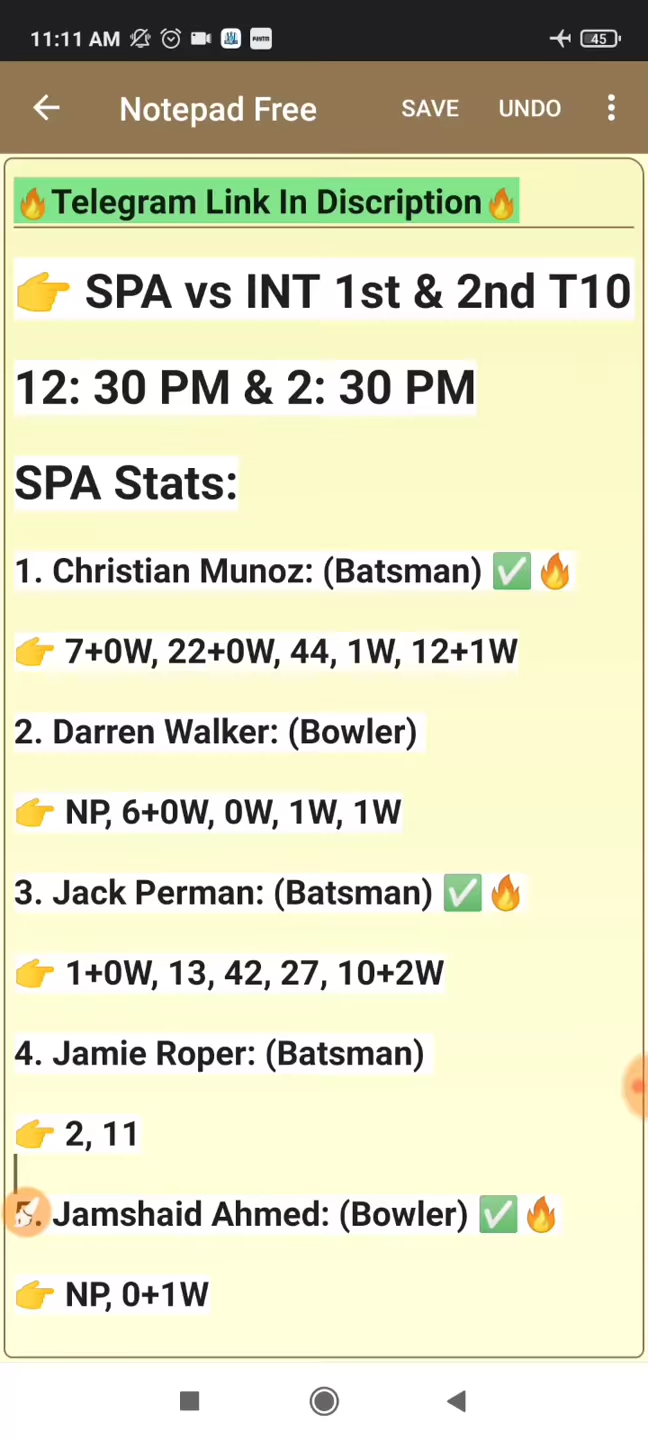 11:11 AM
45
Notepad Free SAVE UNDO
🔥Telegram Link In Discription🔥
👉 SPA vs INT 1st & 2nd T10
12: 30 PM & 2: 30 PM
SPA Stats:
1. Christian Munoz: (Batsman) ✅🔥
👉 7+0W, 22+0W, 44, 1W, 12+1W
2. Darren Walker: (Bowler)
👉 NP, 6+0W, 0W, 1W, 1W
3. Jack Perman: (Batsman) ✅🔥
👉 1+0W, 13, 42, 27, 10+2W
4. Jamie Roper: (Batsman)
👉 2, 11
5. Jamshaid Ahmed: (Bowler) ✅🔥
👉 NP, 0+1W